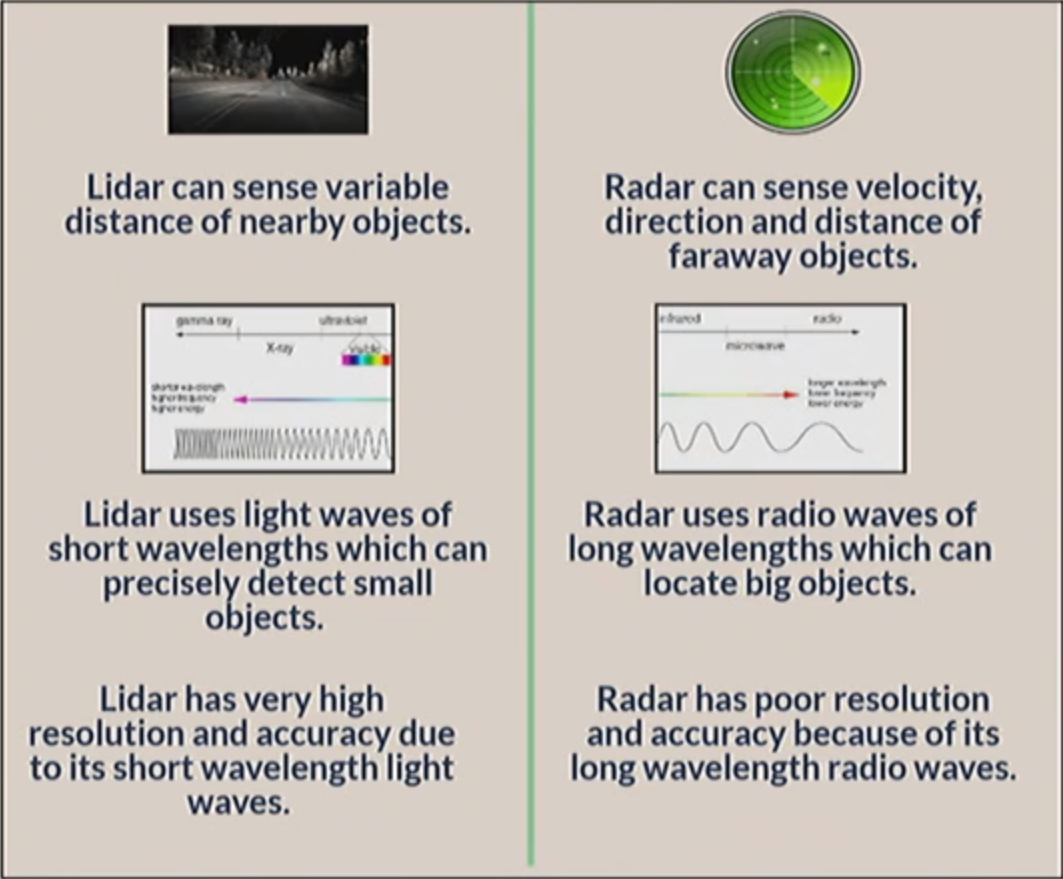 Lidar can sense variable
distance of nearby objects.
gamma ray
ultraviolet
X-ray
visible
shorter wavelength
higher frequency
higher energy
Lidar uses light waves of
short wavelengths which can
precisely detect small
objects.
Lidar has very high
resolution and accuracy due
to its short wavelength light
waves.
Radar can sense velocity,
direction and distance of
faraway objects.
infrared
radio
microwave
longer wavelength
lower frequency
lower energy
Radar uses radio waves of
long wavelengths which can
locate big objects.
Radar has poor resolution
and accuracy because of its
long wavelength radio waves.